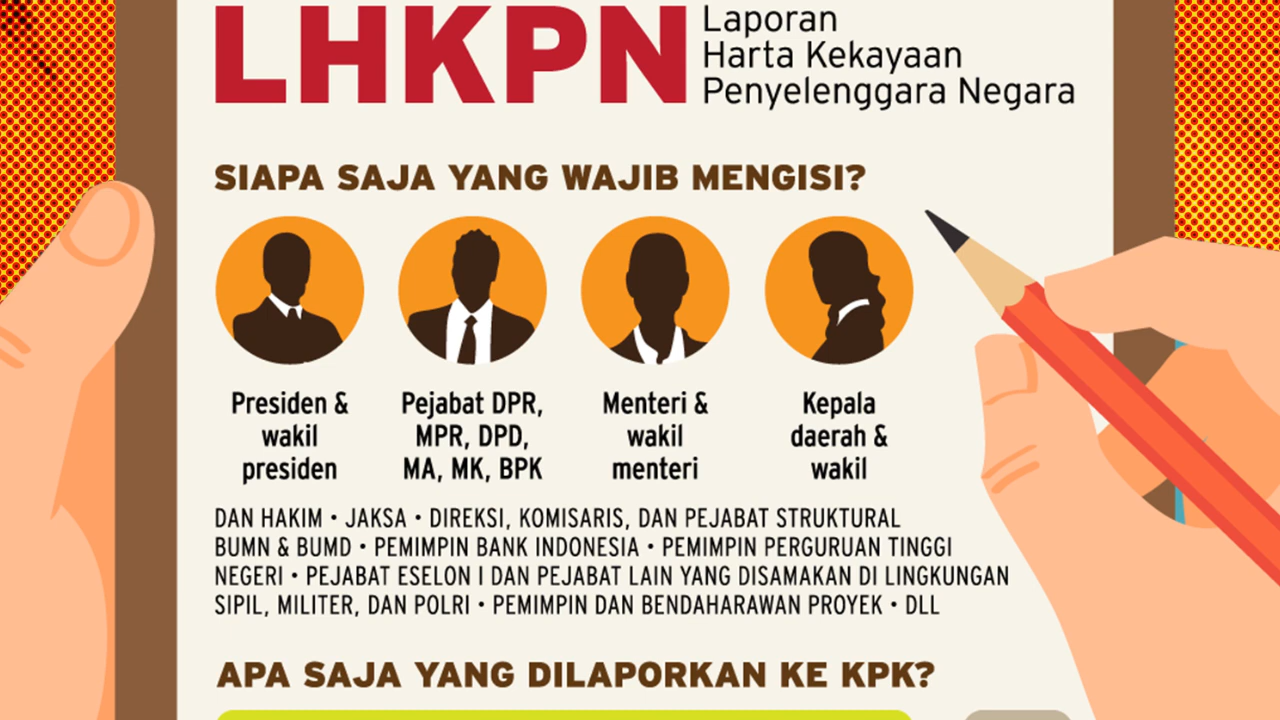 LHKPN
Laporan
Harta Kekayaan
Penyelenggara Negara
SIAPA SAJA YANG WAJIB MENGISI?
Presiden &
wakil
presiden
Pejabat DPR,
MPR, DPD,
MA, MK, BPK
Menteri &
wakil
menteri
Kepala
daerah &
wakil
DAN HAKIM • JAKSA • DIREKSI, KOMISARIS, DAN PEJABAT STRUKTURAL
BUMN & BUMD • PEMIMPIN BANK INDONESIA • PEMIMPIN PERGURUAN TINGGI
NEGERI • PEJABAT ESELON I DAN PEJABAT LAIN YANG DISAMAKAN DI LINGKUNGAN
SIPIL, MILITER, DAN POLRI • PEMIMPIN DAN BENDAHARAWAN PROYEK • DLL
APA SAJA YANG DILAPORKAN KE KPK?